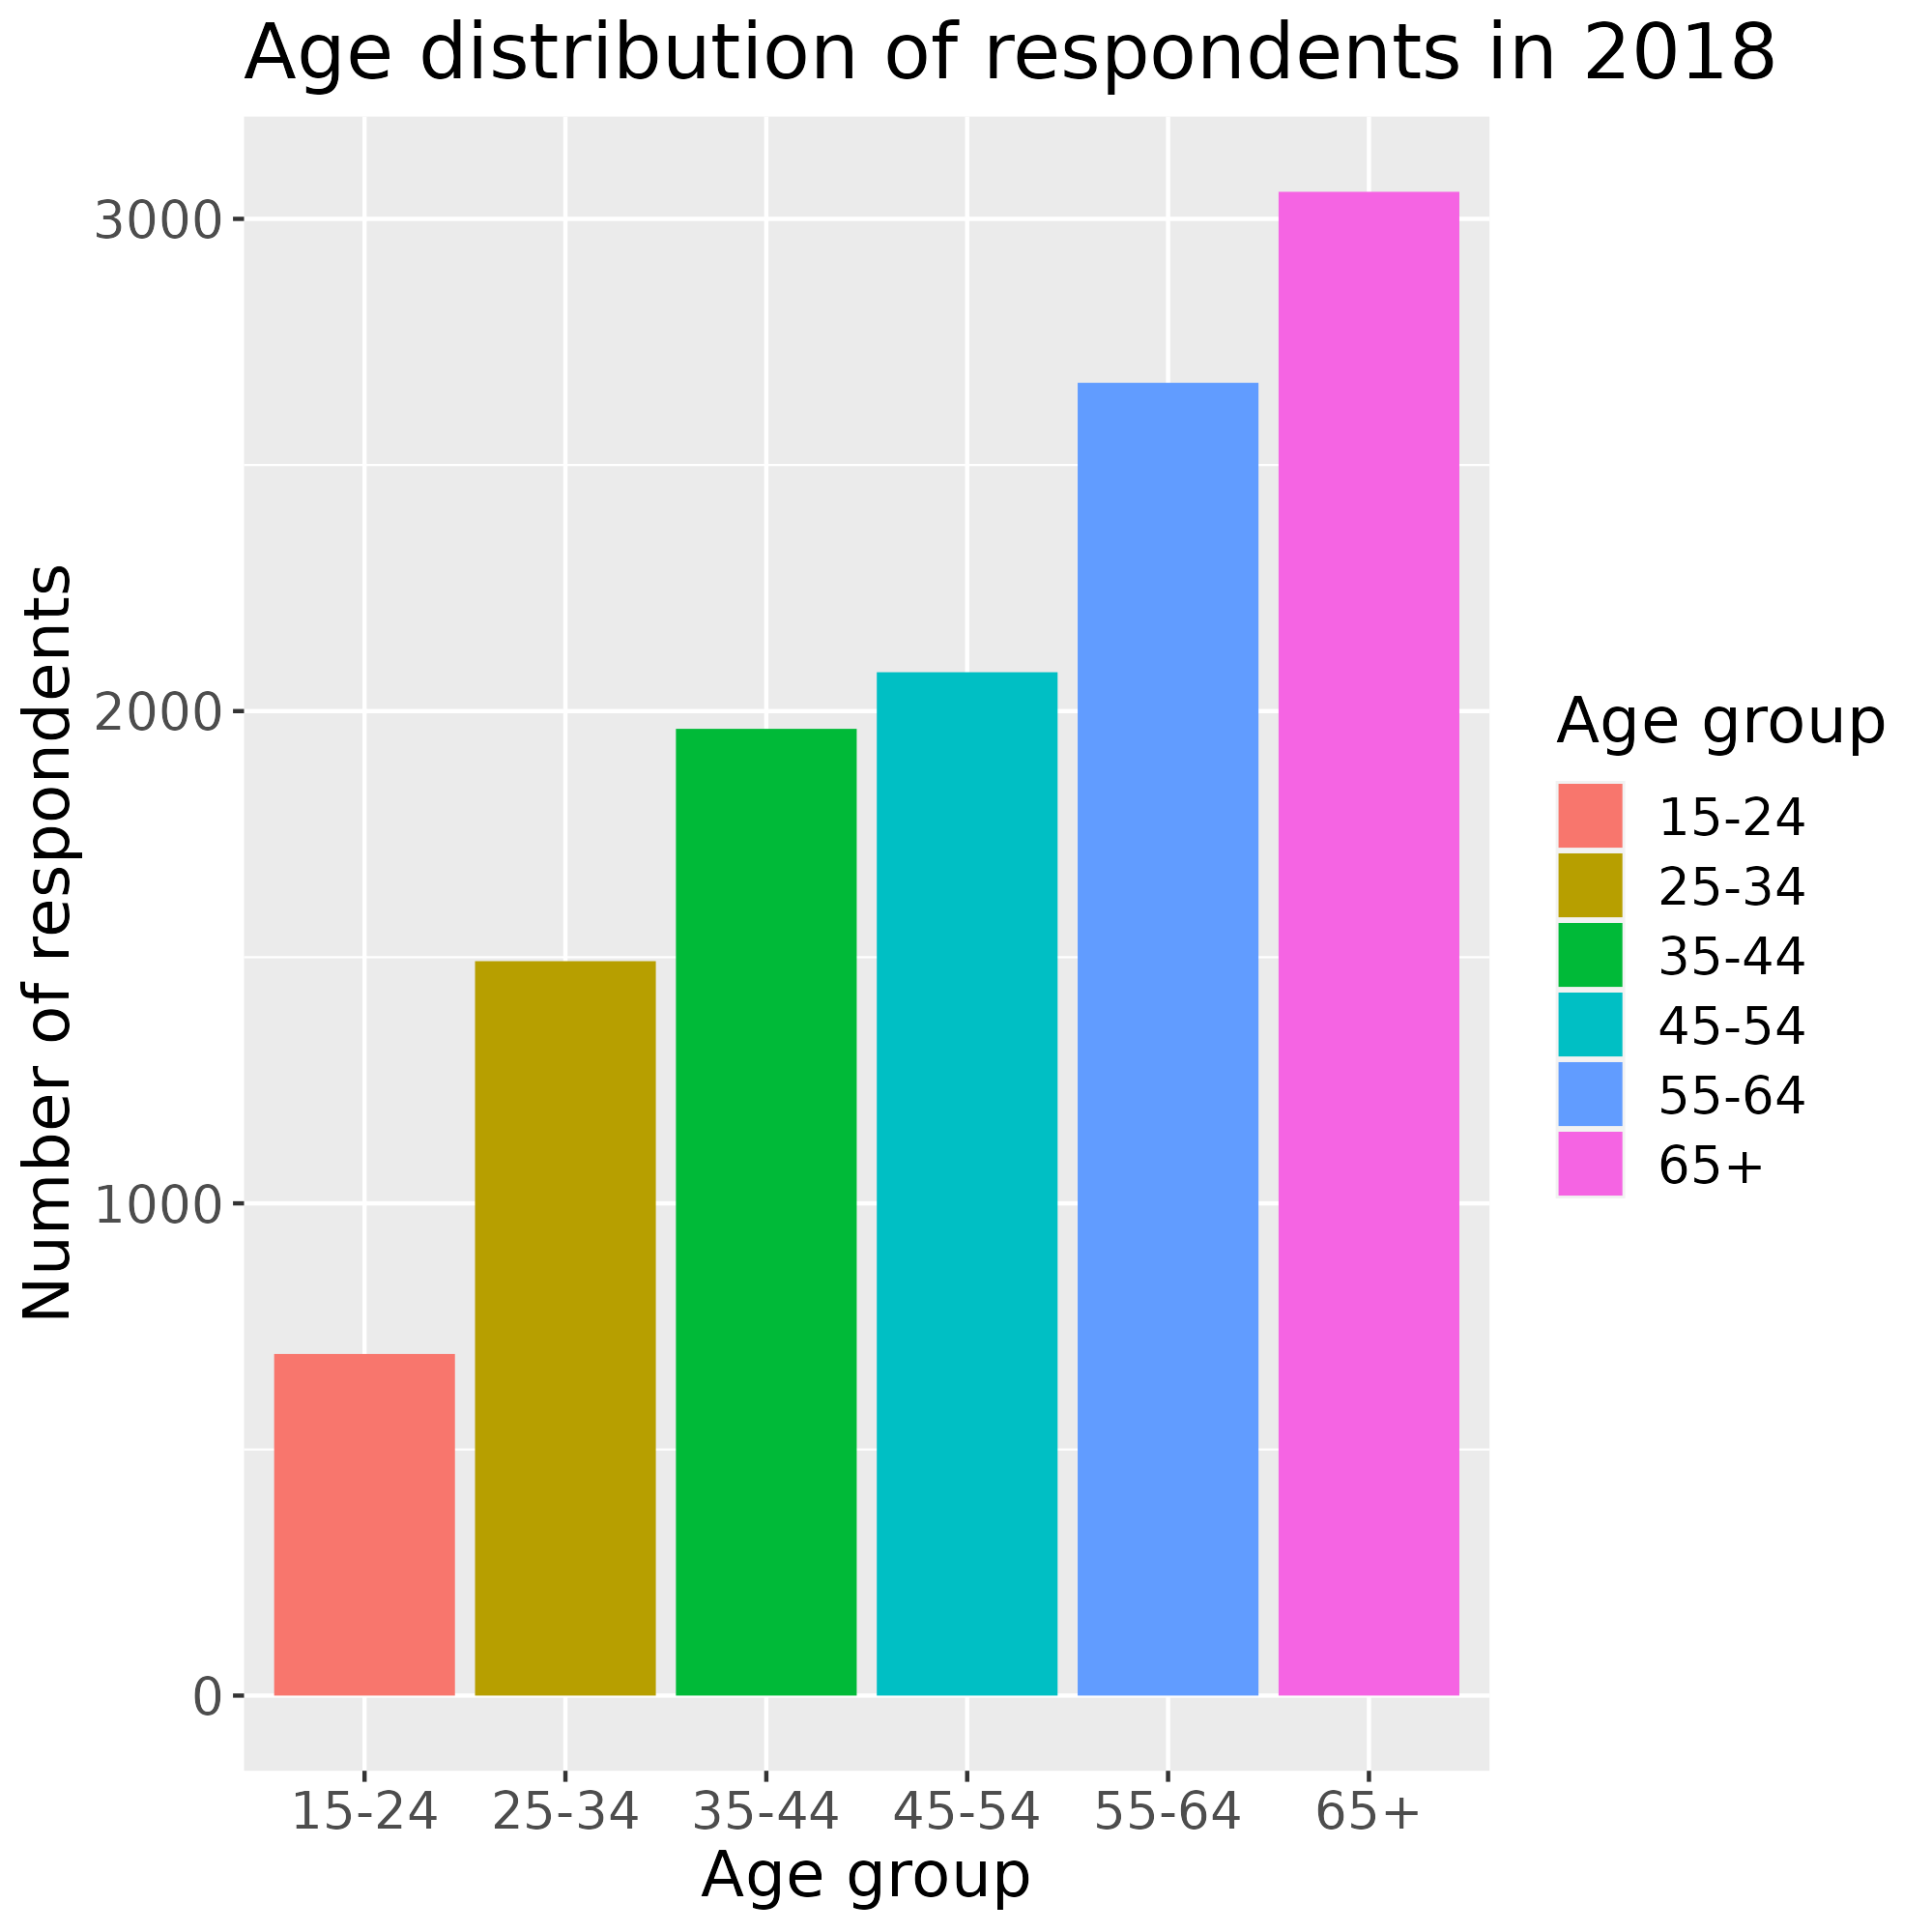 Age distribution of respondents in 2018
Number of respondents
3000
2000
1000
0
15-24 25-34 35-44 45-54 55-64 65+
Age group
Age group
15-24
25-34
35-44
45-54
55-64
65+